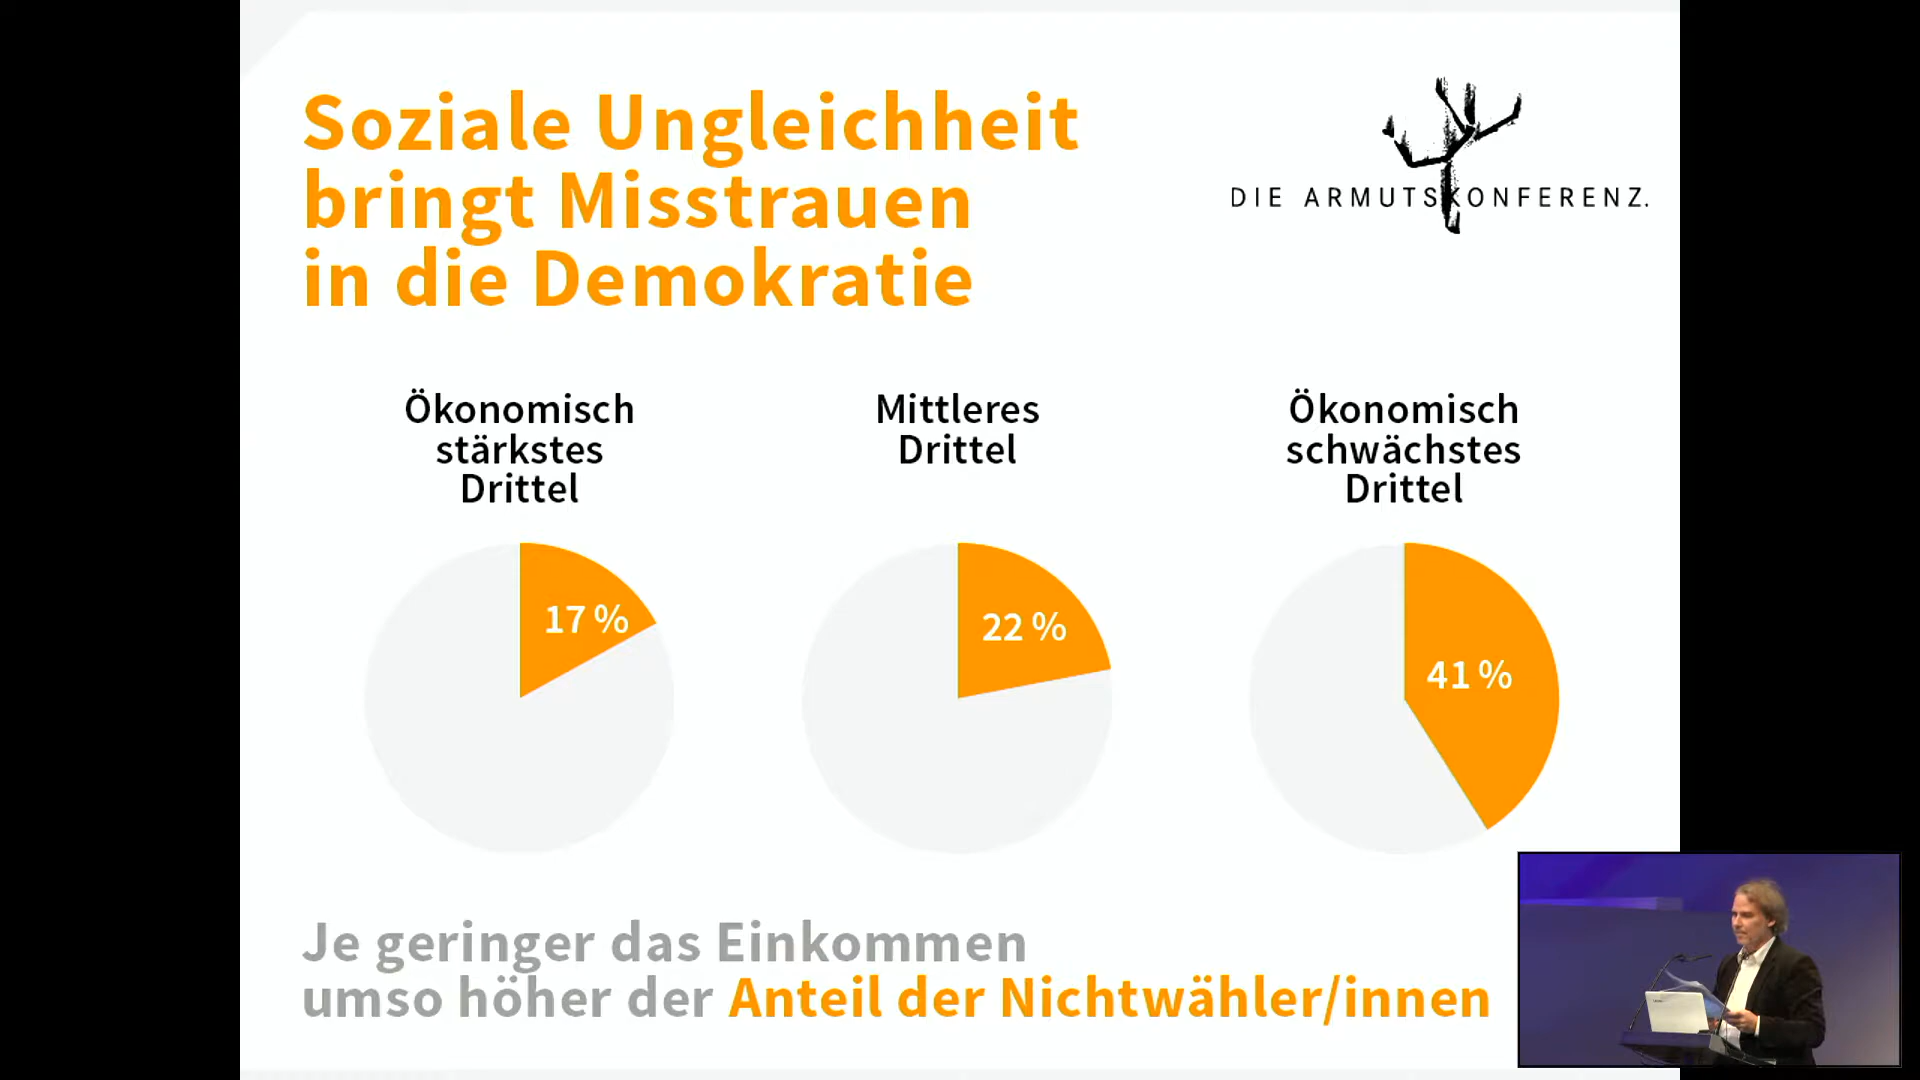 Soziale Ungleichheit
bringt Misstrauen
in die Demokratie
DIE ARMUTSKONFERENZ.
Ökonomisch
stärkstes
Drittel
Mittleres
Drittel
Ökonomisch
schwächstes
Drittel
17 %
22 %
41 %
Je geringer das Einkommen
umso höher der Anteil der Nichtwähler/innen